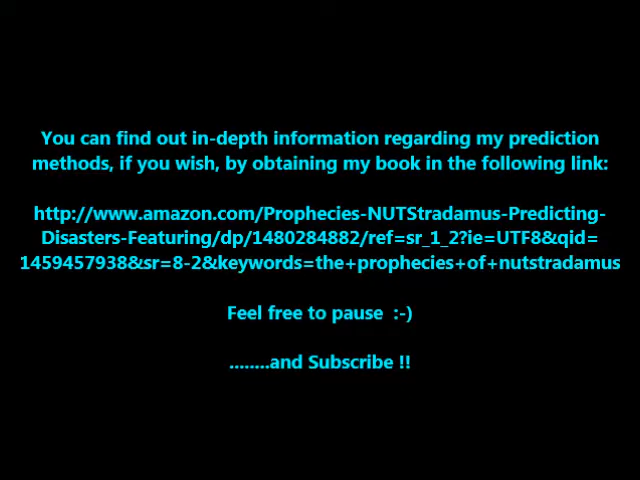 You can find out in-depth information regarding my prediction
methods, if you wish, by obtaining my book in the following link:
http://www.amazon.com/Prophecies-NUTStradamus-Predicting-
Disasters-Featuring/dp/1480284882/ref=sr_1_2?ie=UTF8&qid=
1459457938&sr=8-2&keywords=the+prophecies+of+nutstradamus
Feel free to pause :-)
........and Subscribe !!